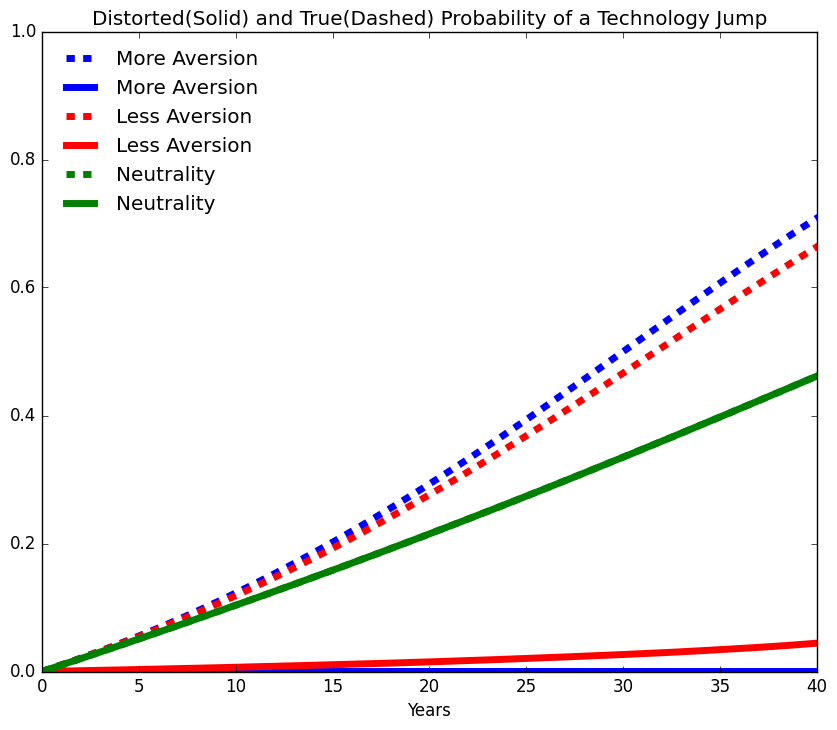 Distorted(Solid) and True(Dashed) Probability of a Technology Jump
1.0
More Aversion
More Aversion
Less Aversion
Less Aversion
Neutrality
Neutrality
0.8
0.6
0.4
0.2
0.0
0 5 10 15 20 25 30 35 40
Years